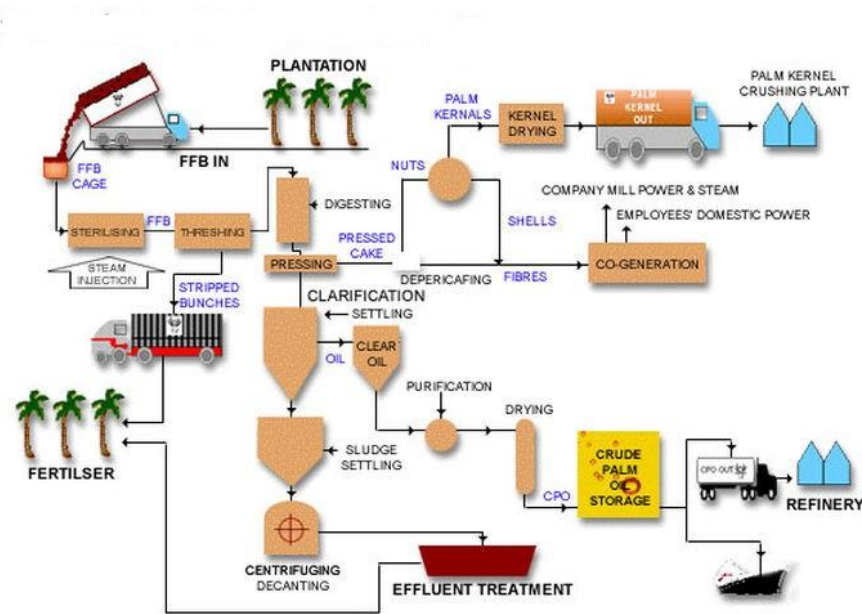 PLANTATION
FFB IN
FFB
CAGE
STERILISING
FFB
THRESHING
STEAM
INJECTION
STRIPPED
BUNCHES
DIGESTING
PRESSING
PRESSED
CAKE
DEPERICAFING
FIBRES
NUTS
PALM
KERNALS
KERNEL
DRYING
PALM
KERNEL
OUT
PALM KERNEL
CRUSHING PLANT
SHELLS
COMPANY MILL POWER & STEAM
EMPLOYEES' DOMESTIC POWER
CO-GENERATION
CLARIFICATION
SETTLING
OIL
CLEAR
OIL
PURIFICATION
DRYING
CPO
CRUDE
PALM
OIL
STORAGE
CPO OUT
REFINERY
SLUDGE
SETTLING
CENTRIFUGING
DECANTING
EFFLUENT TREATMENT
FERTILSER